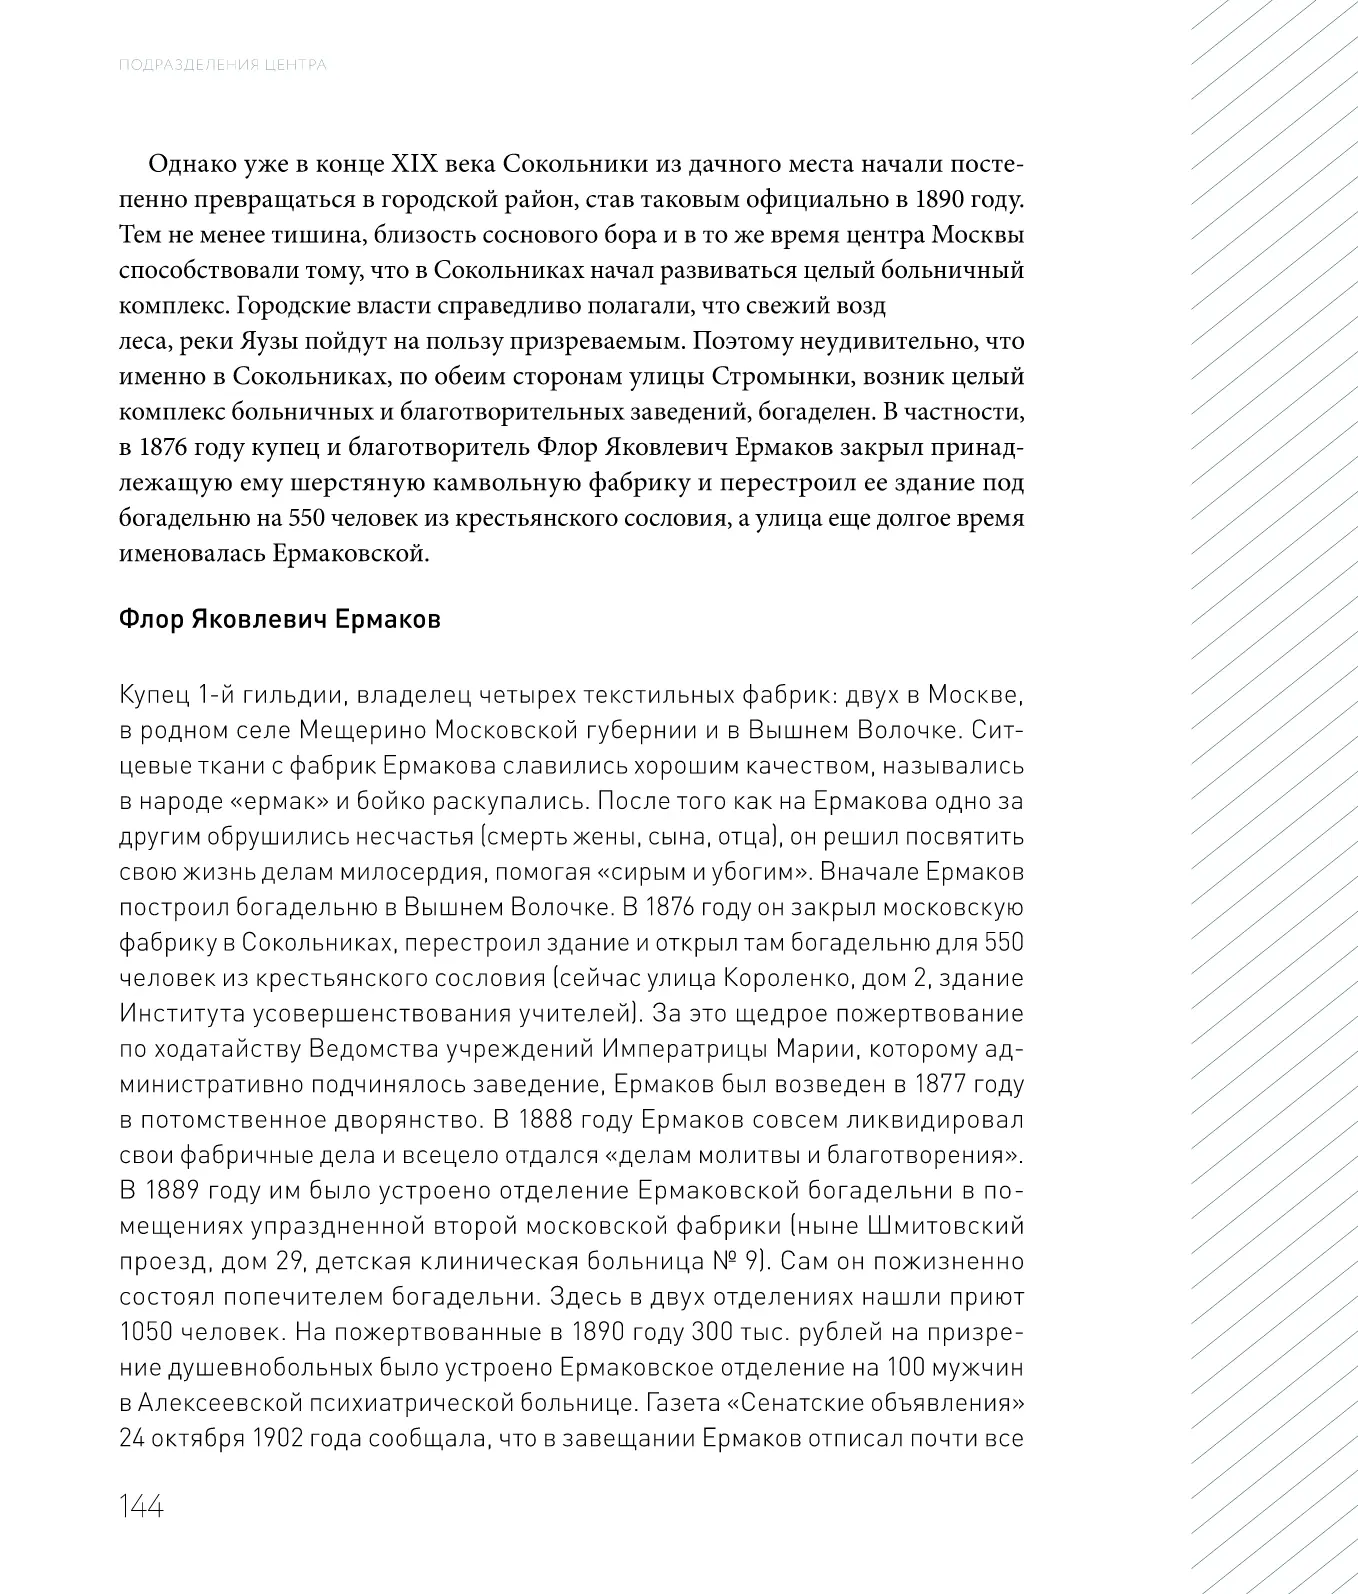 ПОДРАЗДЕЛЕНИЯ ЦЕНТРА
Однако уже в конце XIX века Сокольники из дачного места начали посте-
пенно превращаться в городской район, став таковым официально в 1890 году.
Тем не менее тишина, близость соснового бора и в то же время центра Москвы
способствовали тому, что в Сокольниках начал развиваться целый больничный
комплекс. Городские власти справедливо полагали, что свежий возд
леса, реки Яузы пойдут на пользу призреваемым. Поэтому неудивительно, что
именно в Сокольниках, по обеим сторонам улицы Стромынки, возник целый
комплекс больничных и благотворительных заведений, богаделен. В частности,
в 1876 году купец и благотворитель Флор Яковлевич Ермаков закрыл принад-
лежащую ему шерстяную камвольную фабрику и перестроил ее здание под
богадельню на 550 человек из крестьянского сословия, а улица еще долгое время
именовалась Ермаковской.
Флор Яковлевич Ермаков
Купец 1-й гильдии, владелец четырех текстильных фабрик: двух в Москве,
в родном селе Мещерино Московской губернии и в Вышнем Волочке. Сит-
цевые ткани с фабрик Ермакова славились хорошим качеством, назывались
в народе «ермак» и бойко раскупались. После того как на Ермакова одно за
другим обрушились несчастья (смерть жены, сына, отца), он решил посвятить
свою жизнь делам милосердия, помогая «сирым и убогим». Вначале Ермаков
построил богадельню в Вышнем Волочке. В 1876 году он закрыл московскую
фабрику в Сокольниках, перестроил здание и открыл там богадельню для 550
человек из крестьянского сословия (сейчас улица Короленко, дом 2, здание
Института усовершенствования учителей). За это щедрое пожертвование
по ходатайству Ведомства учреждений Императрицы Марии, которому ад-
министративно подчинялось заведение, Ермаков был возведен в 1877 году
в потомственное дворянство. В 1888 году Ермаков совсем ликвидировал
свои фабричные дела и всецело отдался «делам молитвы и благотворения».
В 1889 году им было устроено отделение Ермаковской богадельни в по-
мещениях упраздненной второй московской фабрики (ныне Шмитовский
проезд, дом 29, детская клиническая больница № 9). Сам он пожизненно
состоял попечителем богадельни. Здесь в двух отделениях нашли приют
1050 человек. На пожертвованные в 1890 году 300 тыс. рублей на призре-
ние душевнобольных было устроено Ермаковское отделение на 100 мужчин
в Алексеевской психиатрической больнице. Газета «Сенатские объявления»
24 октября 1902 года сообщала, что в завещании Ермаков отписал почти все
144